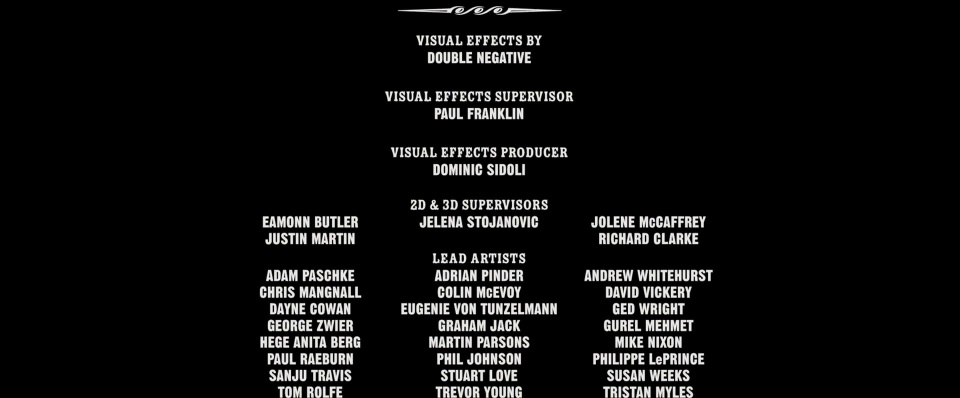 VISUAL EFFECTS BY
DOUBLE NEGATIVE
VISUAL EFFECTS SUPERVISOR
PAUL FRANKLIN
VISUAL EFFECTS PRODUCER
DOMINIC SIDOLI
2D & 3D SUPERVISORS
EAMONN BUTLER JELENA STOJANOVIC JOLENE McCAFFREY
JUSTIN MARTIN RICHARD CLARKE
LEAD ARTISTS
ADAM PASCHKE ADRIAN PINDER ANDREW WHITEHURST
CHRIS MANGNALL COLIN McEVOY DAVID VICKERY
DAYNE COWAN EUGENIE VON TUNZELMANN GED WRIGHT
GEORGE ZWIER GRAHAM JACK GUREL MEHMET
HEGE ANITA BERG MARTIN PARSONS MIKE NIXON
PAUL RAEBURN PHIL JOHNSON PHILIPPE LePRINCE
SANJU TRAVIS STUART LOVE SUSAN WEEKS
TOM ROLFE TREVOR YOUNG TRISTAN MYLES